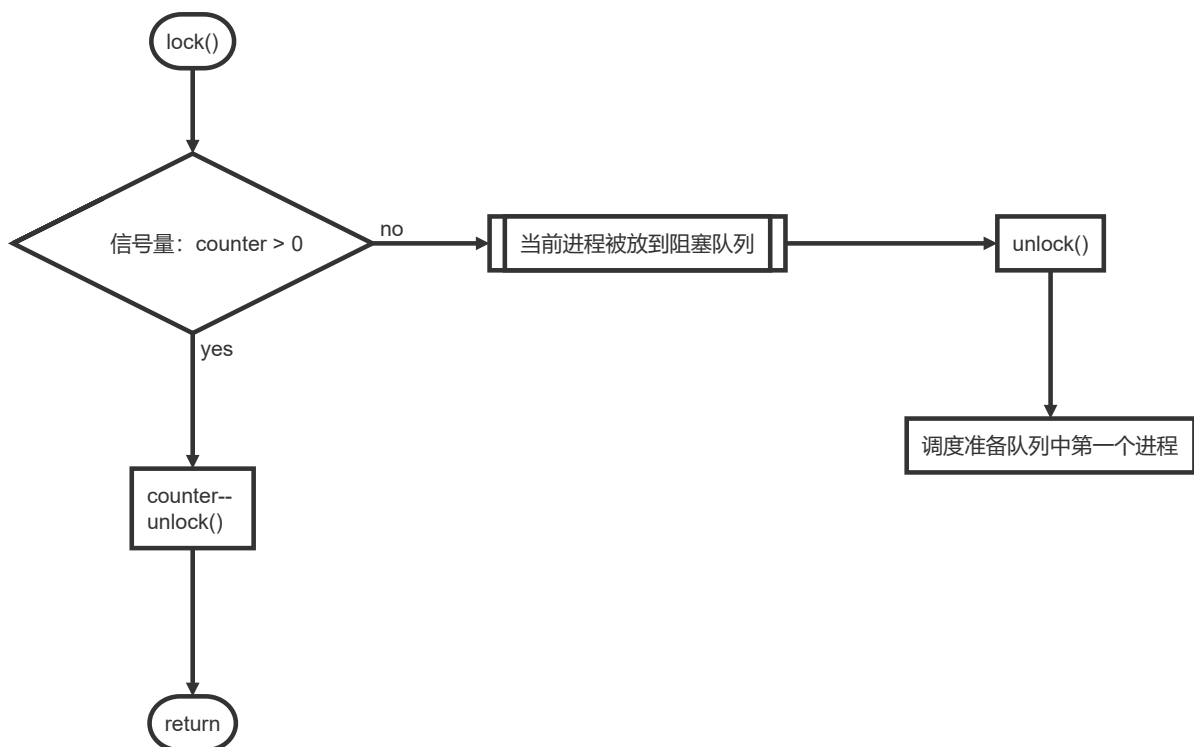 lock()
信号量：counter > 0
no
当前进程被放到阻塞队列
unlock()
yes
调度准备队列中第一个进程
counter--
unlock()
return